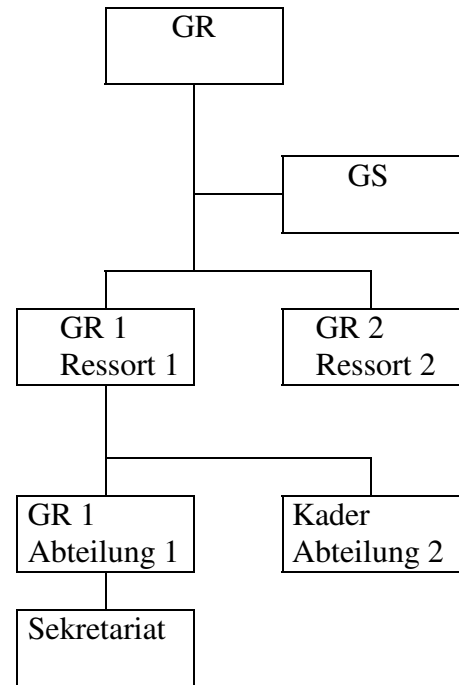 GR
GS
GR 1
Ressort 1
GR 2
Ressort 2
GR 1
Abteilung 1
Kader
Abteilung 2
Sekretariat